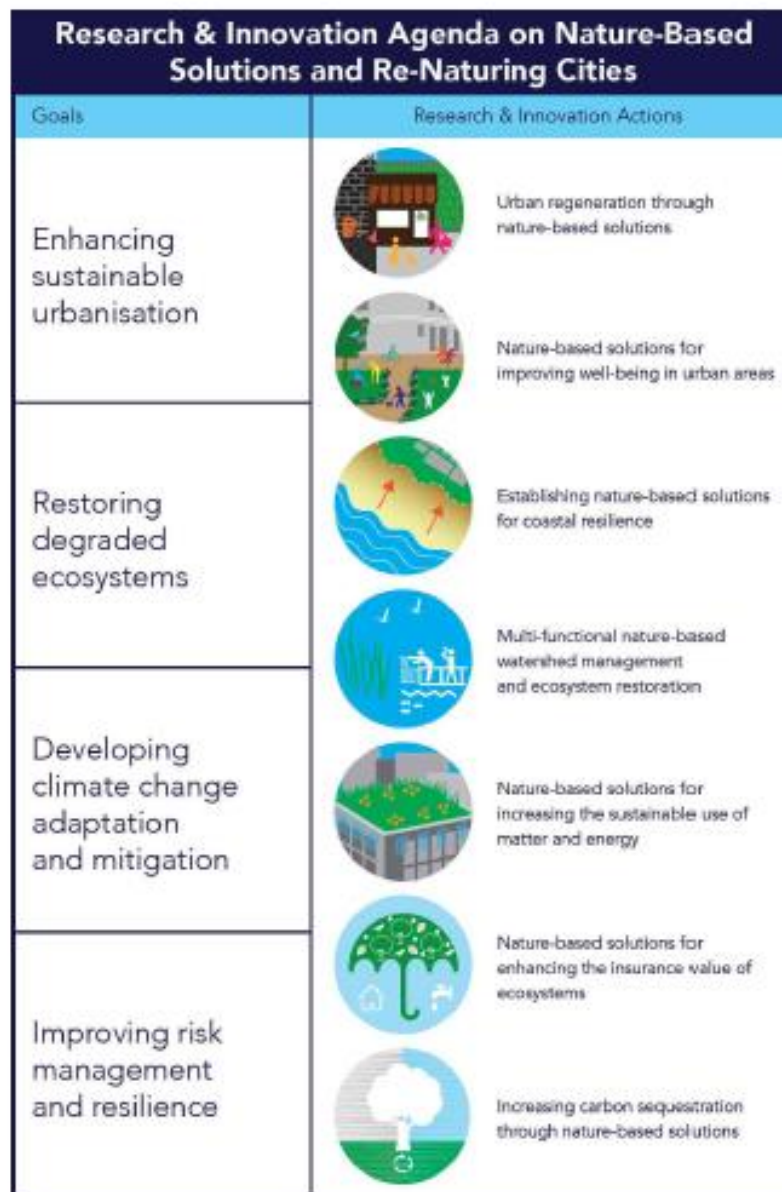 Research & Innovation Agenda on Nature-Based
Solutions and Re-Naturing Cities
Goals
Research & Innovation Actions
Enhancing
sustainable
urbanisation
Restoring
degraded
ecosystems
Developing
climate change
adaptation
and mitigation
Improving risk
management
and resilience
Urban regeneration through
nature-based solutions
Nature-based solutions for
improving well-being in urban areas
Establishing nature-based solutions
for coastal resilience
Multi-functional nature-based
watershed management
and ecosystem restoration
Nature-based solutions for
increasing the sustainable use of
matter and energy
Nature-based solutions for
enhancing the insurance value of
ecosystems
Increasing carbon sequestration
through nature-based solutions